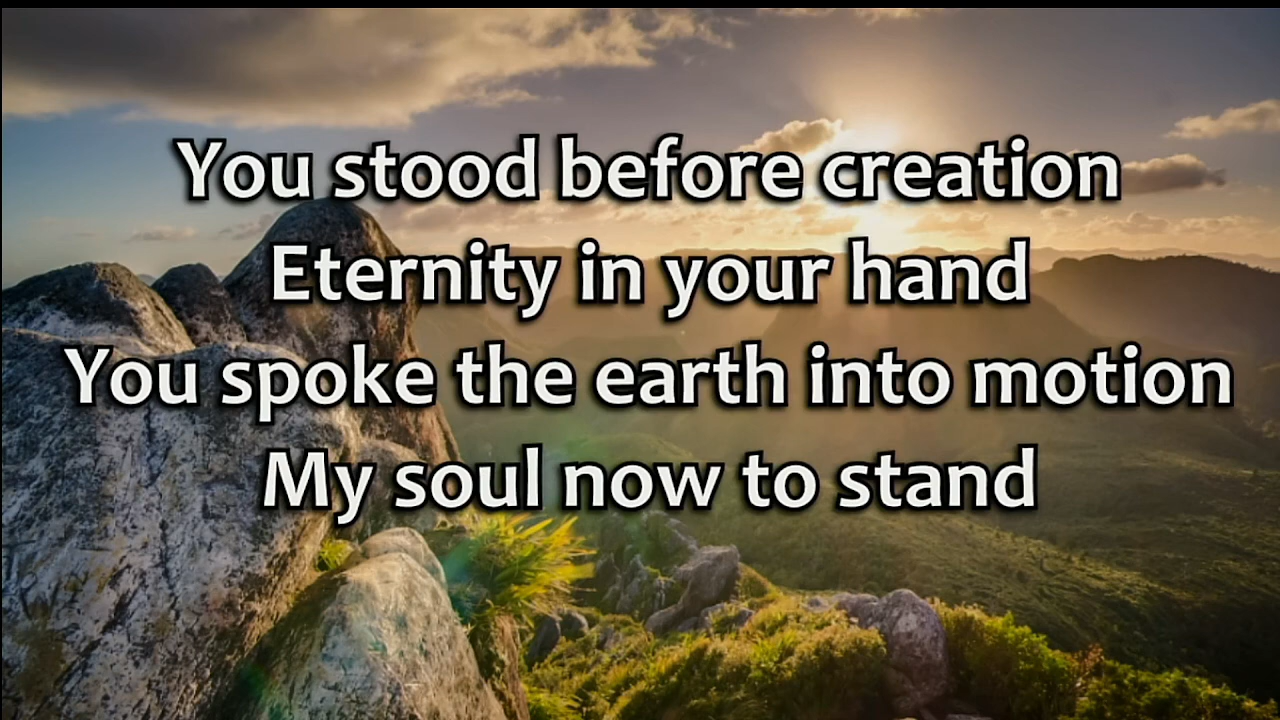 You stood before creation
Eternity in your hand
You spoke the earth into motion
My soul now to stand